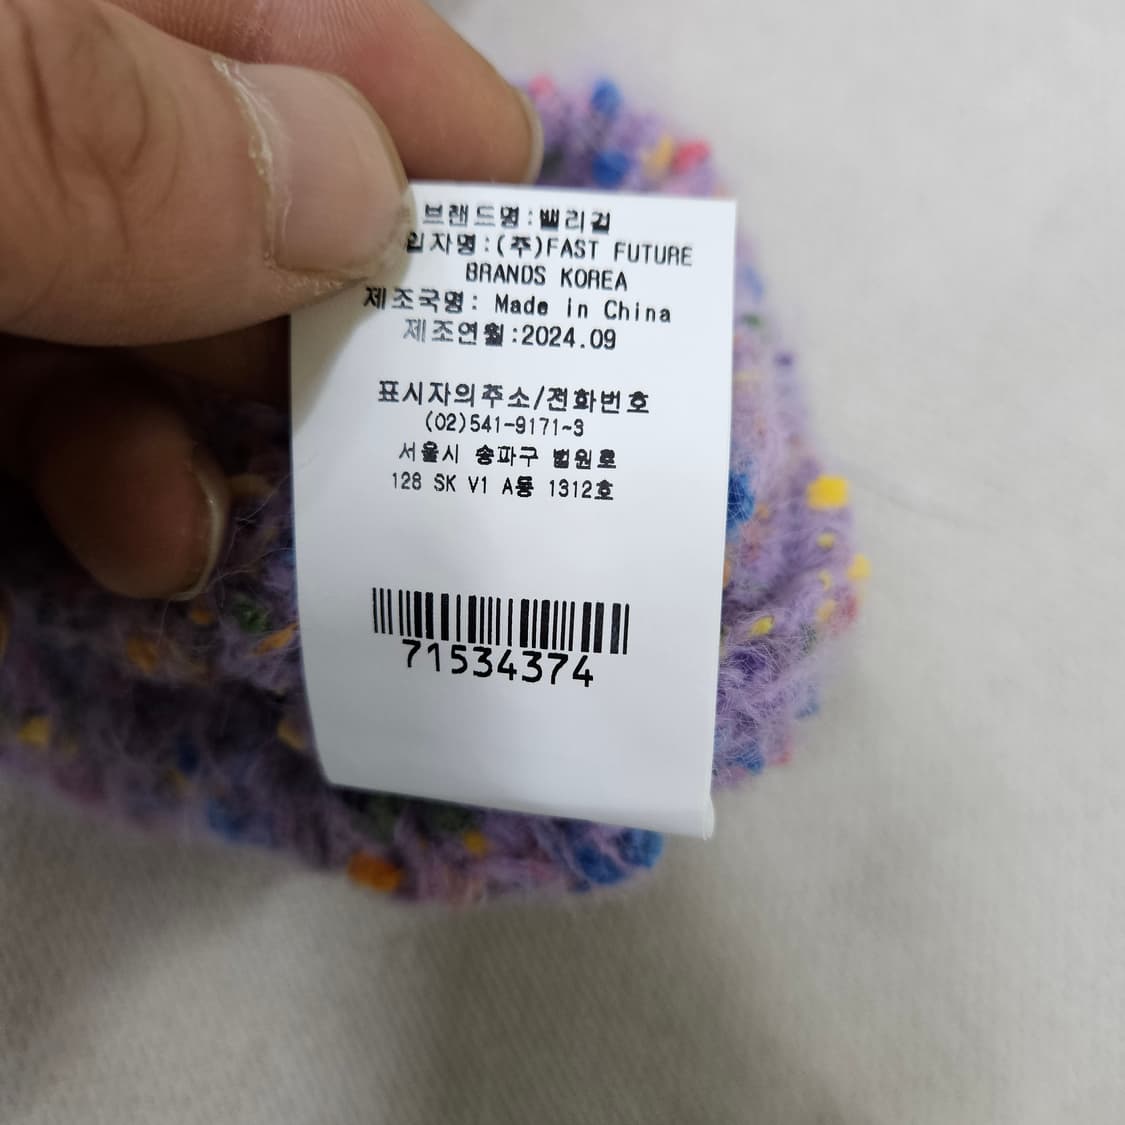 브랜드명:밸리걸
입자명:(주)FAST FUTURE
BRANDS KOREA
제조국명: Made in China
제조연월:2024.09
표시자의주소/전화번호
(02)541-9171~3
서울시 송파구 법원로
128 SK V1 A동 1312호
71534374